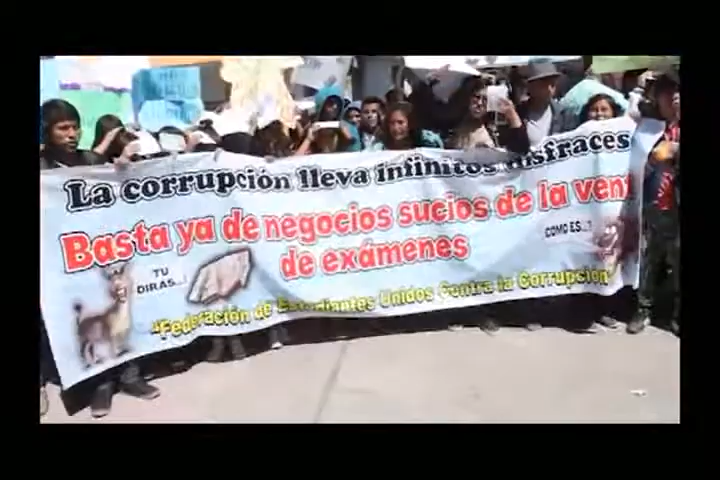 La corrupción lleva infinitos disfraces
Basta ya de negocios sucios de la vent
de exámenes
TU
DIRAS...!
COMO ES...?
"Federación de Estudiantes Unidos Contra la Corrupción"